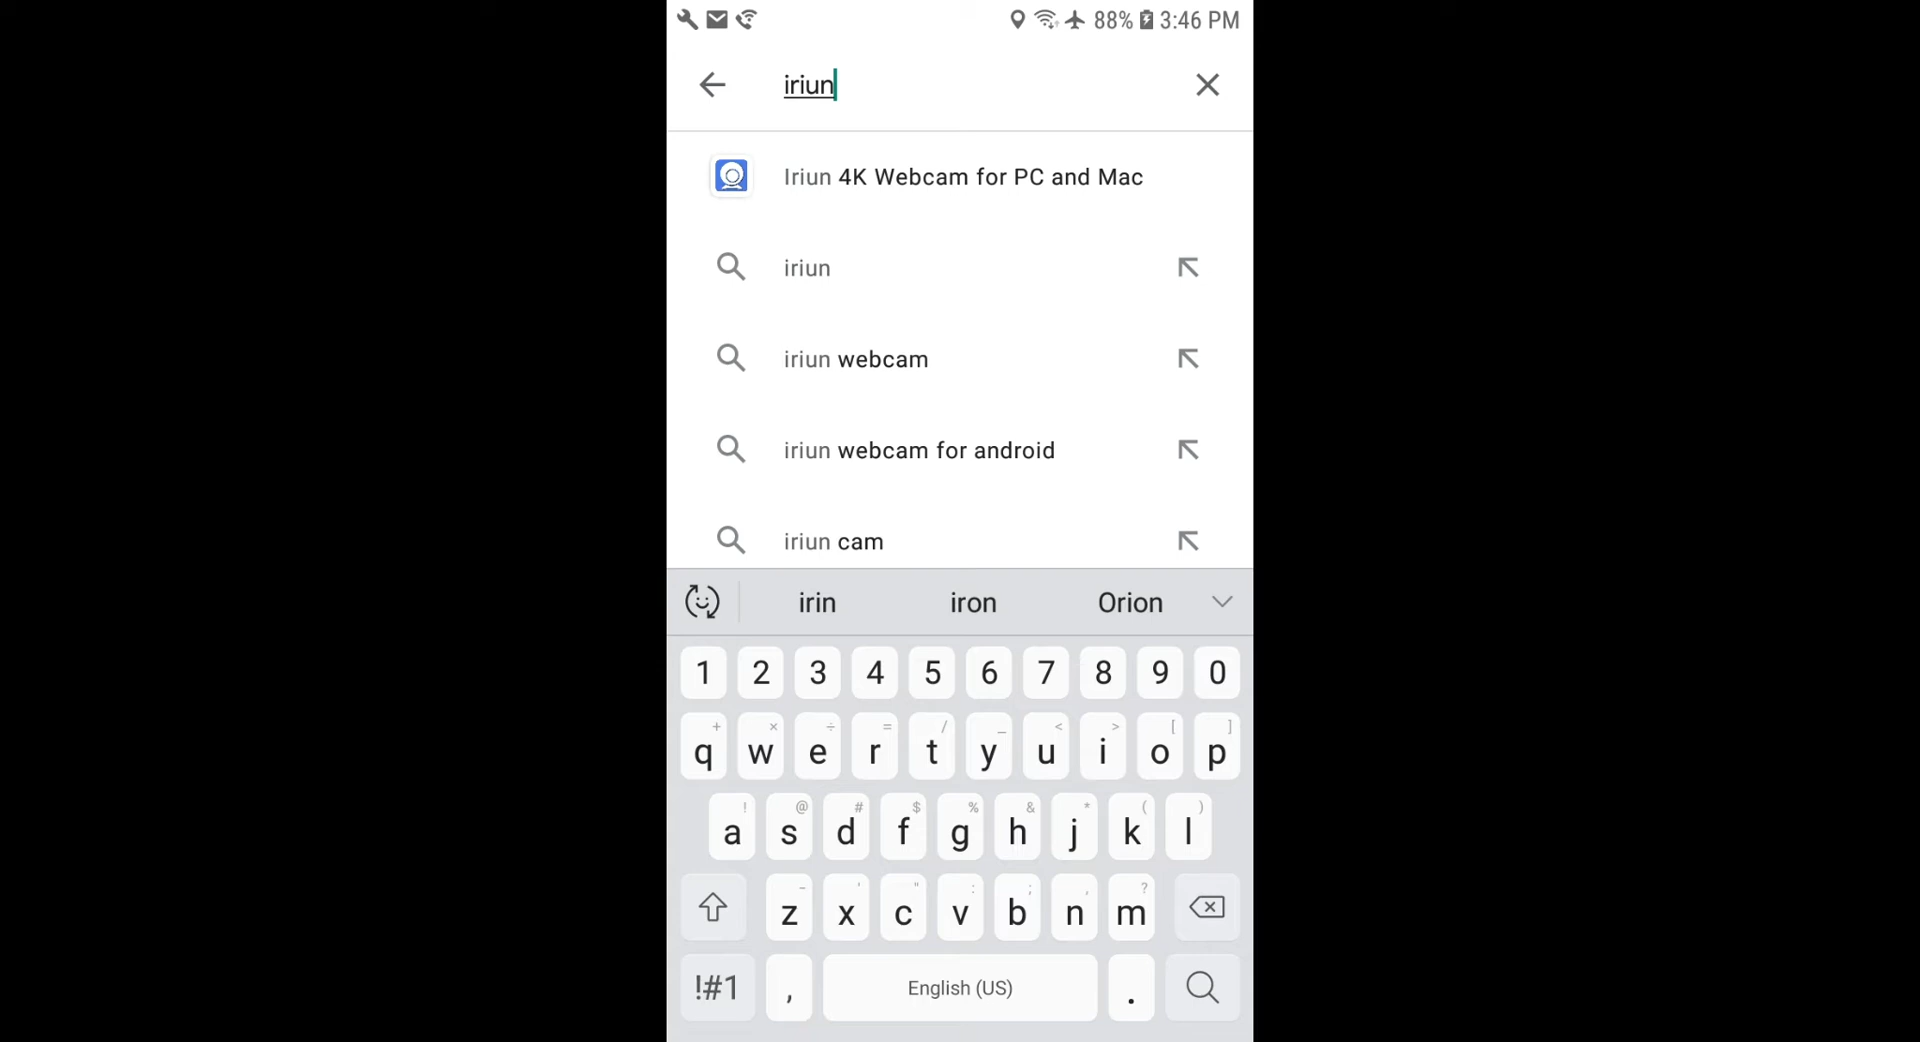 88% 3:46 PM
iriun
Iriun 4K Webcam for PC and Mac
iriun
iriun webcam
iriun webcam for android
iriun cam
irin iron Orion
1 2 3 4 5 6 7 8 9 0
+ × ÷ = / _ < > [ ]
q w e r t y u i o p
! @ # $ % & * ( )
a s d f g h j k l
- ' " : ; , ?
z x c v b n m
!#1 , English (US) .